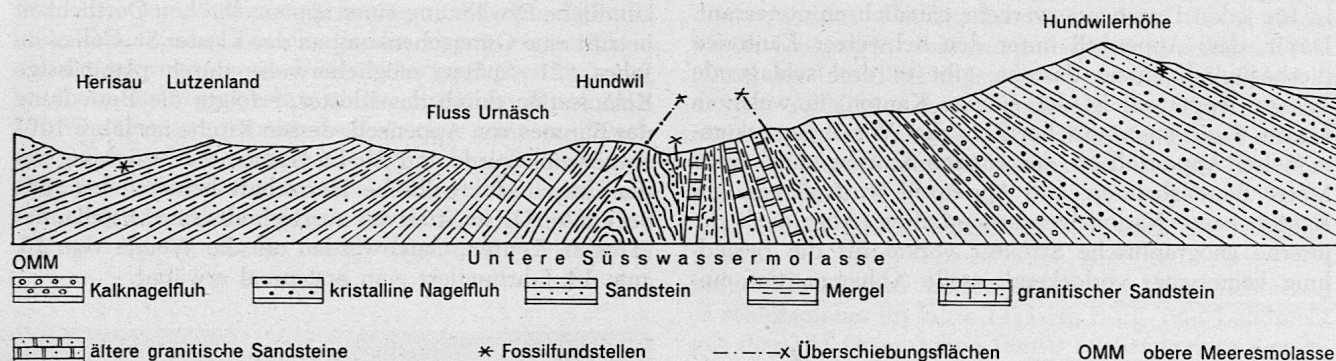 Hundwilerhöhe
Herisau Lutzenland Hundwil
Fluss Urnäsch
OMM Untere Süsswassermolasse
Kalknagelfluh kristalline Nagelfluh Sandstein Mergel granitischer Sandstein
ältere granitische Sandsteine Fossilfundstellen Überschiebungsflächen OMM obere Meeresmolasse